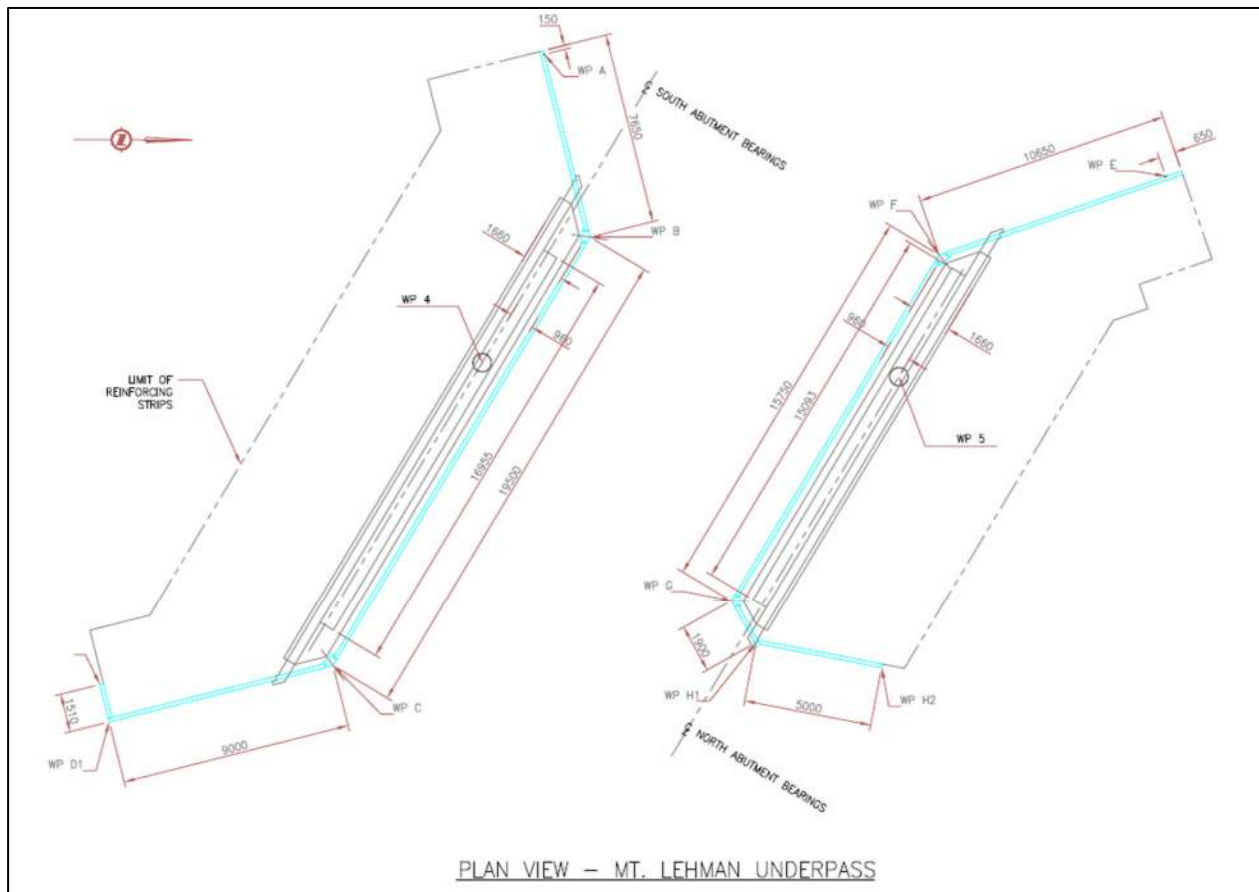 150
WP A
7650
℄ SOUTH ABUTMENT BEARINGS
10650
650
WP E
WP F
WP B
1660
WP 4
960
960
1660
LIMIT OF
REINFORCING
STRIPS
15750
15093
WP 5
16955
19500
WP G
1900
WP H1
WP H2
5000
1510
WP C
9000
WP D1
℄ NORTH ABUTMENT BEARINGS
PLAN VIEW – MT. LEHMAN UNDERPASS